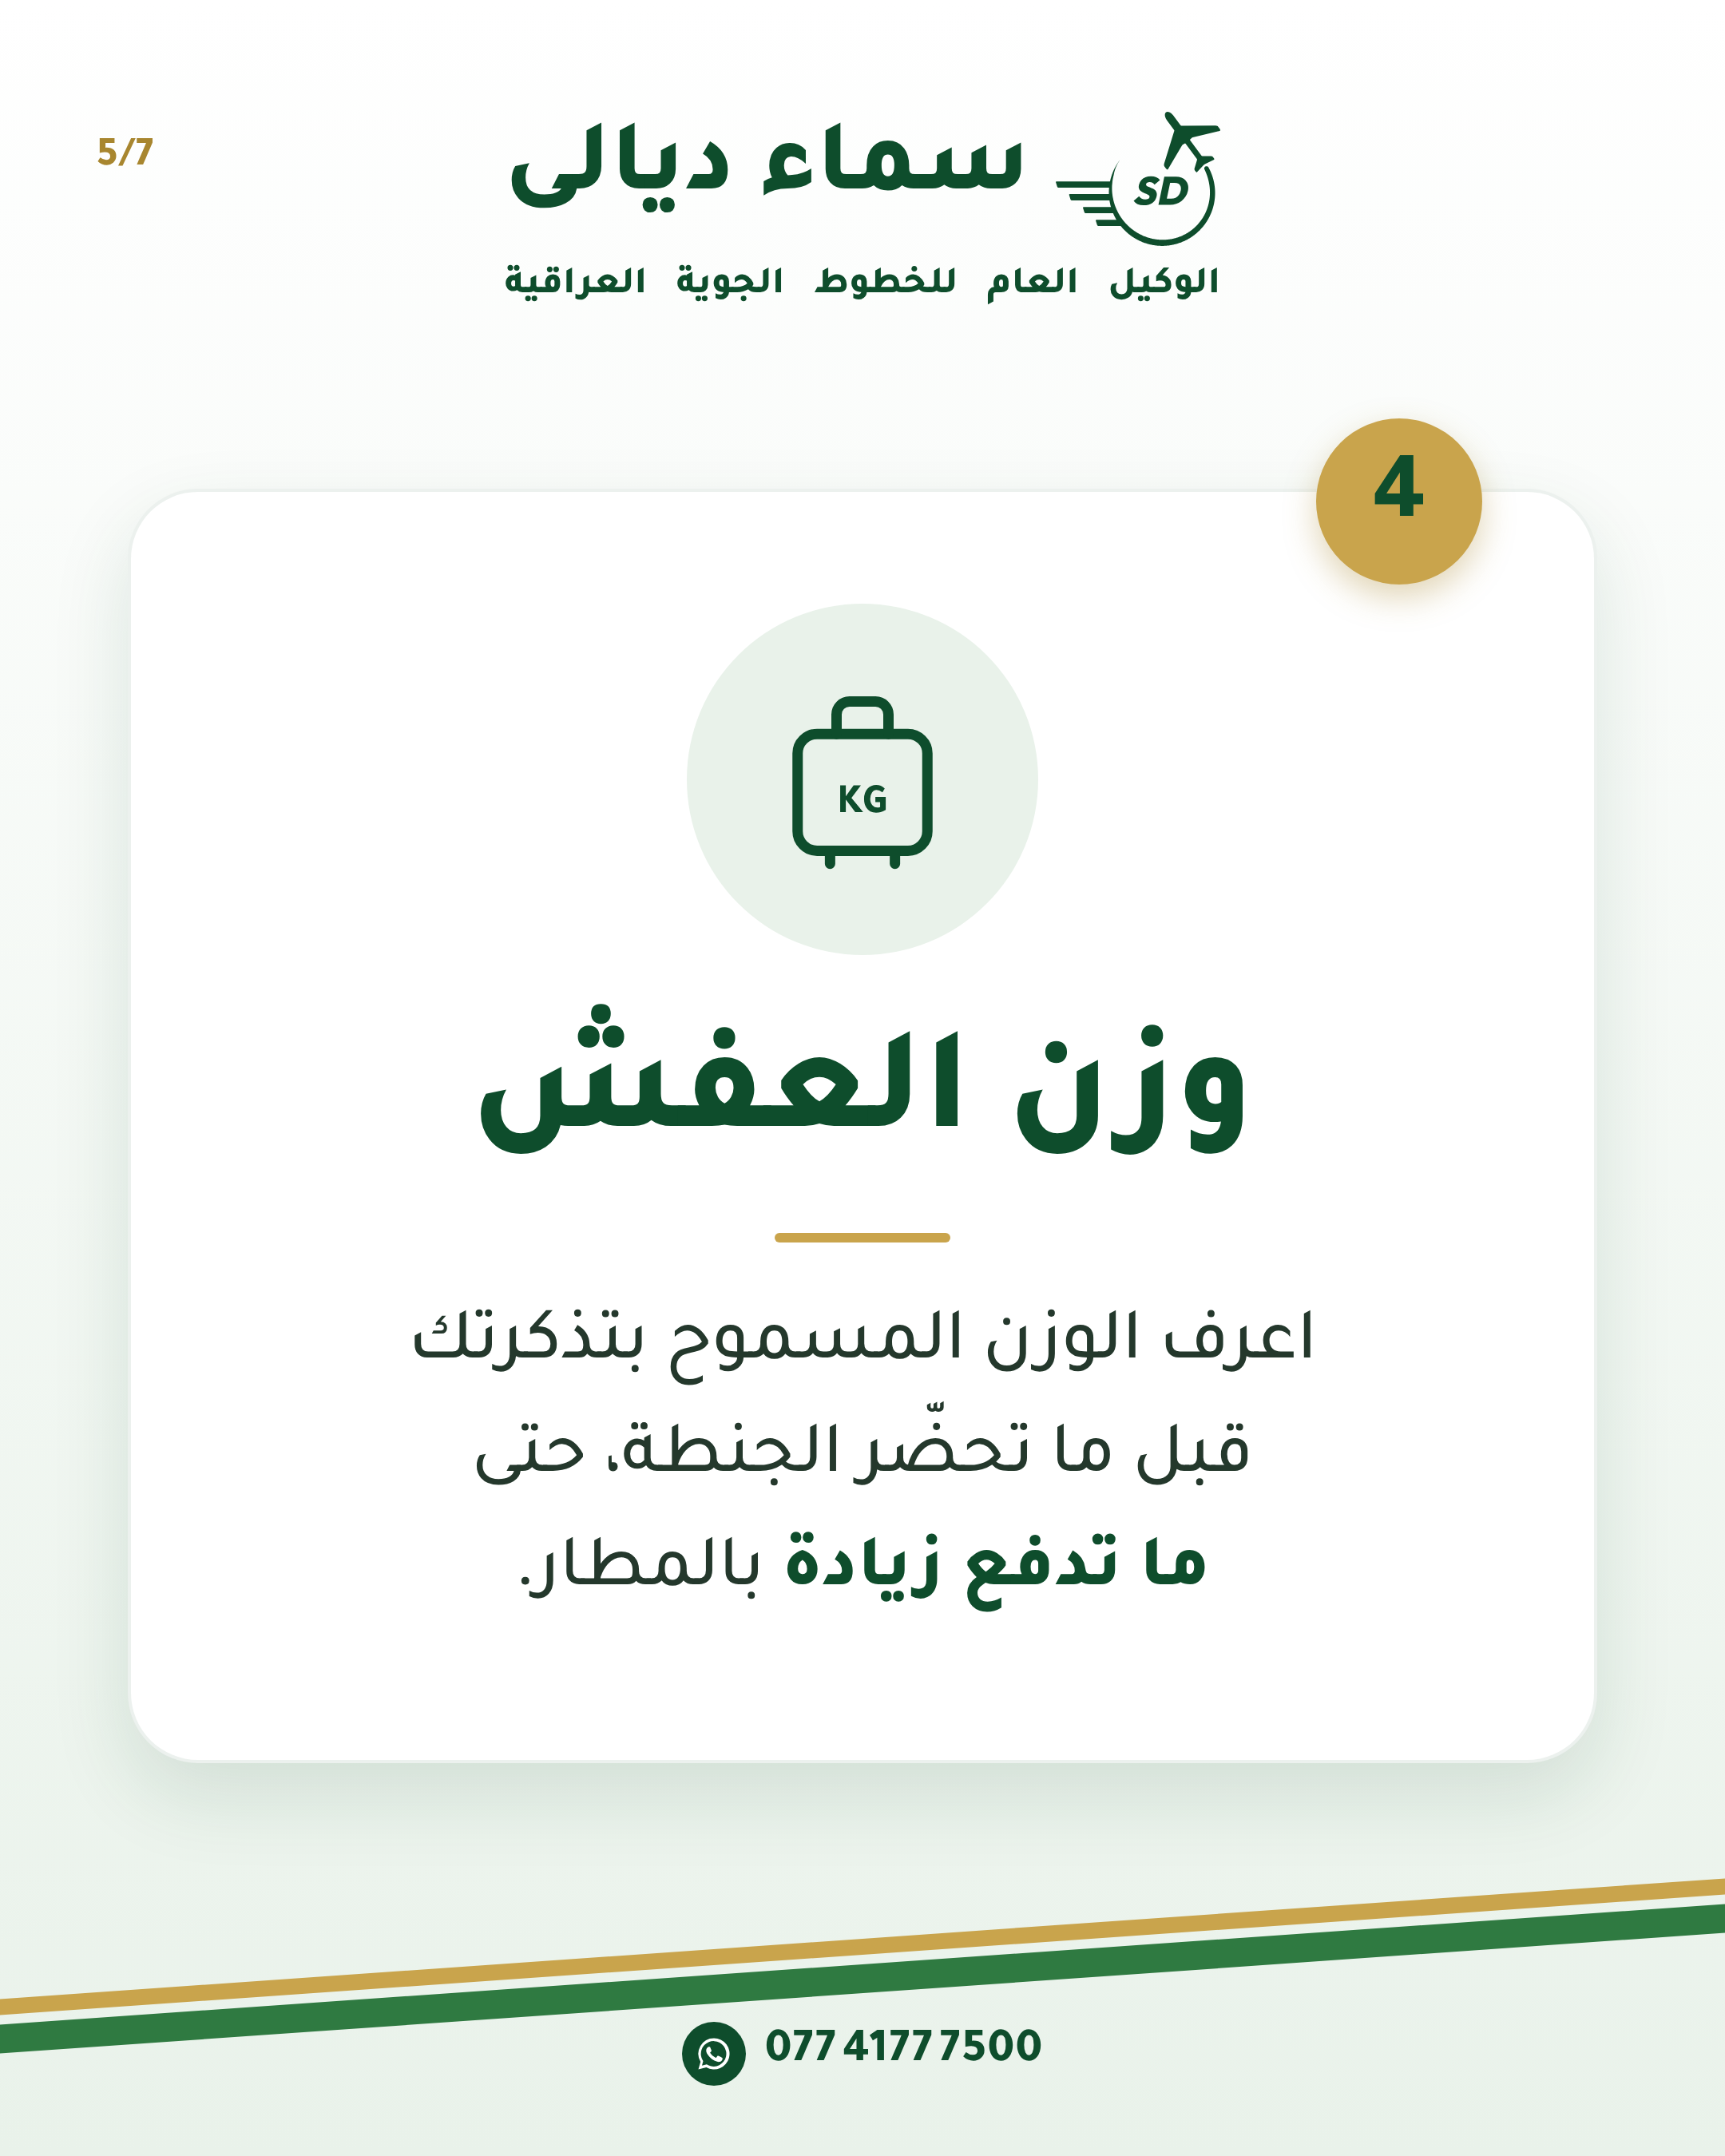 5/7
سماء ديالى
SD
الوكيل العام للخطوط الجوية العراقية
4
KG
وزن العفش
اعرف الوزن المسموح بتذكرتك
قبل ما تحضّر الجنطة، حتى
ما تدفع زيادة بالمطار.
077 4177 7500